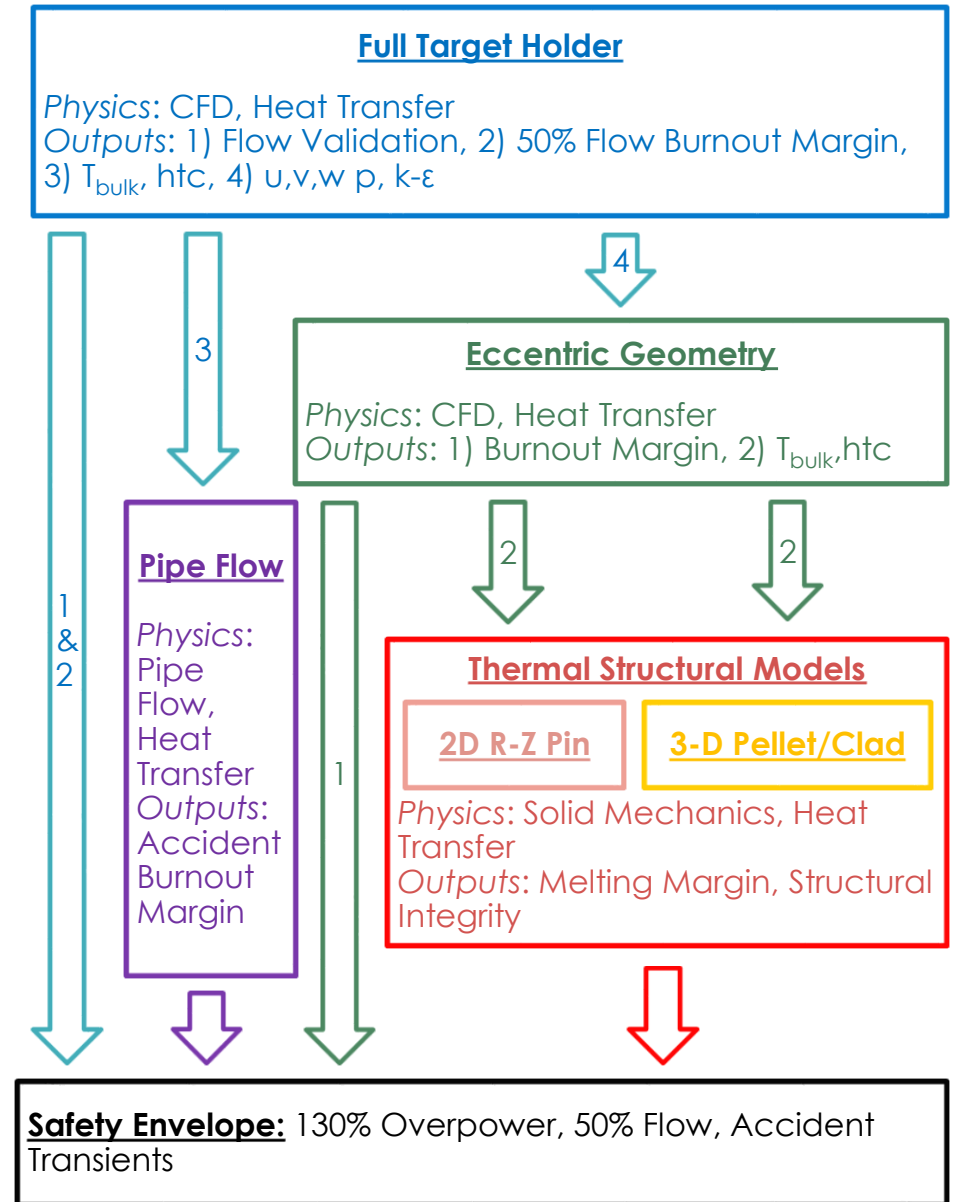 Full Target Holder
Physics: CFD, Heat Transfer
Outputs: 1) Flow Validation, 2) 50% Flow Burnout Margin,
3) Tbulk, htc, 4) u,v,w p, k-ε
4
3
1
&
2
Eccentric Geometry
Physics: CFD, Heat Transfer
Outputs: 1) Burnout Margin, 2) Tbulk,htc
2
2
1
Pipe Flow
Physics:
Pipe
Flow,
Heat
Transfer
Outputs:
Accident
Burnout
Margin
Thermal Structural Models
2D R-Z Pin
3-D Pellet/Clad
Physics: Solid Mechanics, Heat
Transfer
Outputs: Melting Margin, Structural
Integrity
Safety Envelope: 130% Overpower, 50% Flow, Accident
Transients